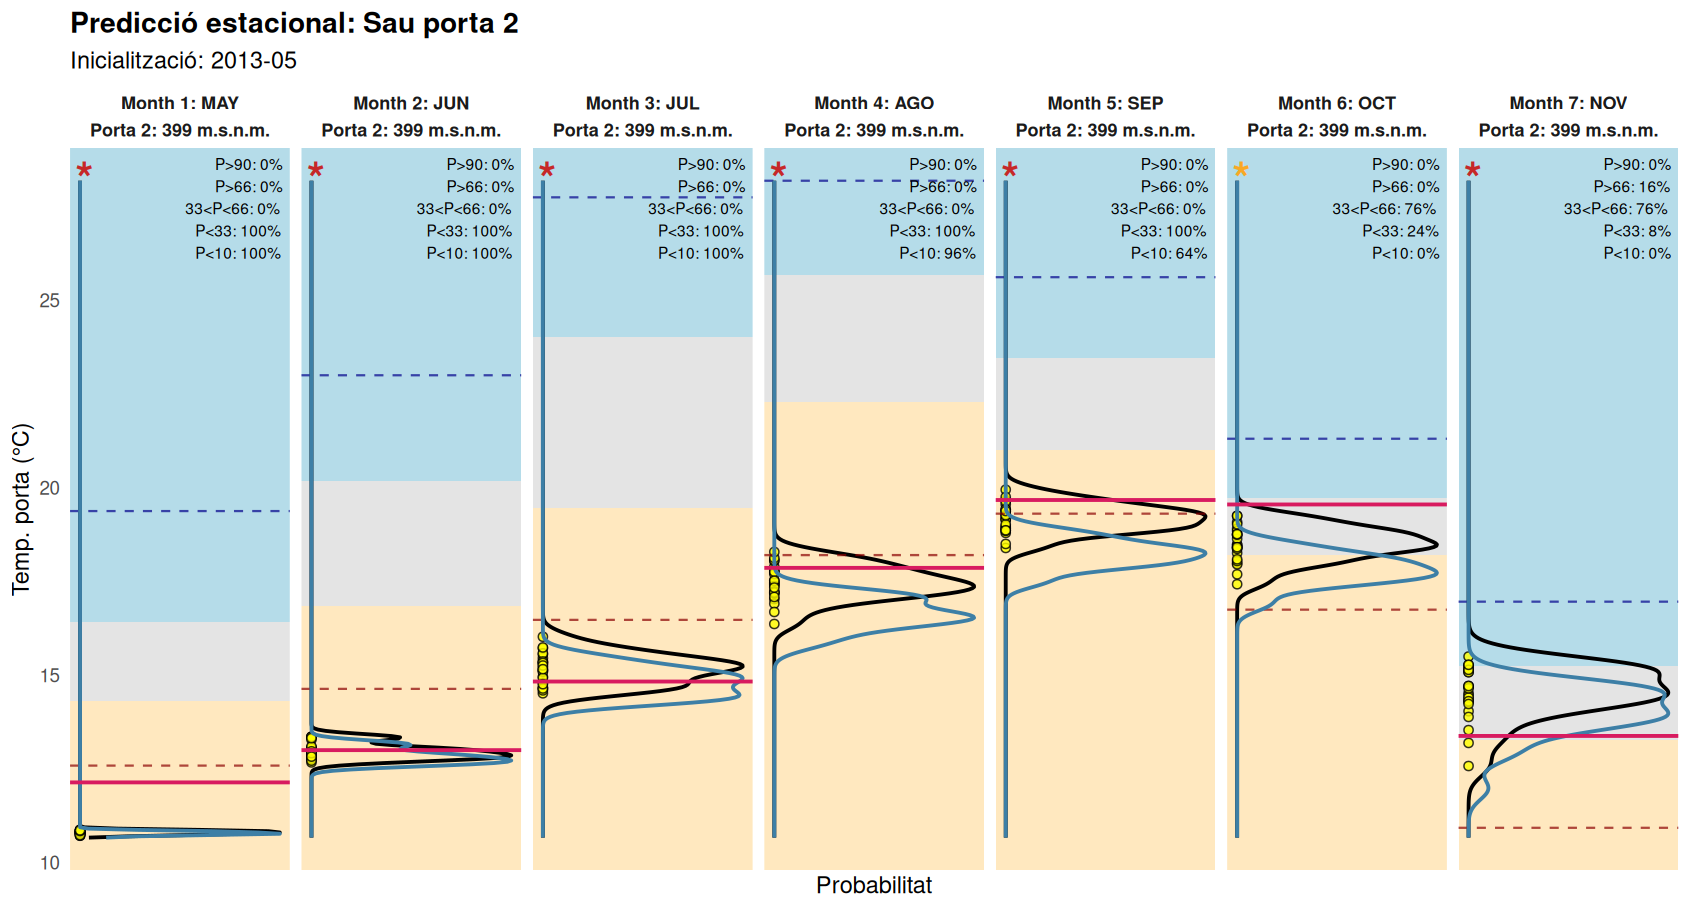 Predicció estacional: Sau porta 2
Inicialització: 2013-05
Month 1: MAY
Porta 2: 399 m.s.n.m.
Month 2: JUN
Porta 2: 399 m.s.n.m.
Month 3: JUL
Porta 2: 399 m.s.n.m.
Month 4: AGO
Porta 2: 399 m.s.n.m.
Month 5: SEP
Porta 2: 399 m.s.n.m.
Month 6: OCT
Porta 2: 399 m.s.n.m.
Month 7: NOV
Porta 2: 399 m.s.n.m.
*
P>90: 0%
P>66: 0%
33<P<66: 0%
P<33: 100%
P<10: 100%
*
P>90: 0%
P>66: 0%
33<P<66: 0%
P<33: 100%
P<10: 100%
*
P>90: 0%
P>66: 0%
33<P<66: 0%
P<33: 100%
P<10: 100%
*
P>90: 0%
P>66: 0%
33<P<66: 0%
P<33: 100%
P<10: 96%
*
P>90: 0%
P>66: 0%
33<P<66: 0%
P<33: 100%
P<10: 64%
*
P>90: 0%
P>66: 0%
33<P<66: 76%
P<33: 24%
P<10: 0%
*
P>90: 0%
P>66: 16%
33<P<66: 76%
P<33: 8%
P<10: 0%
25
20
15
10
Temp. porta (°C)
Probabilitat